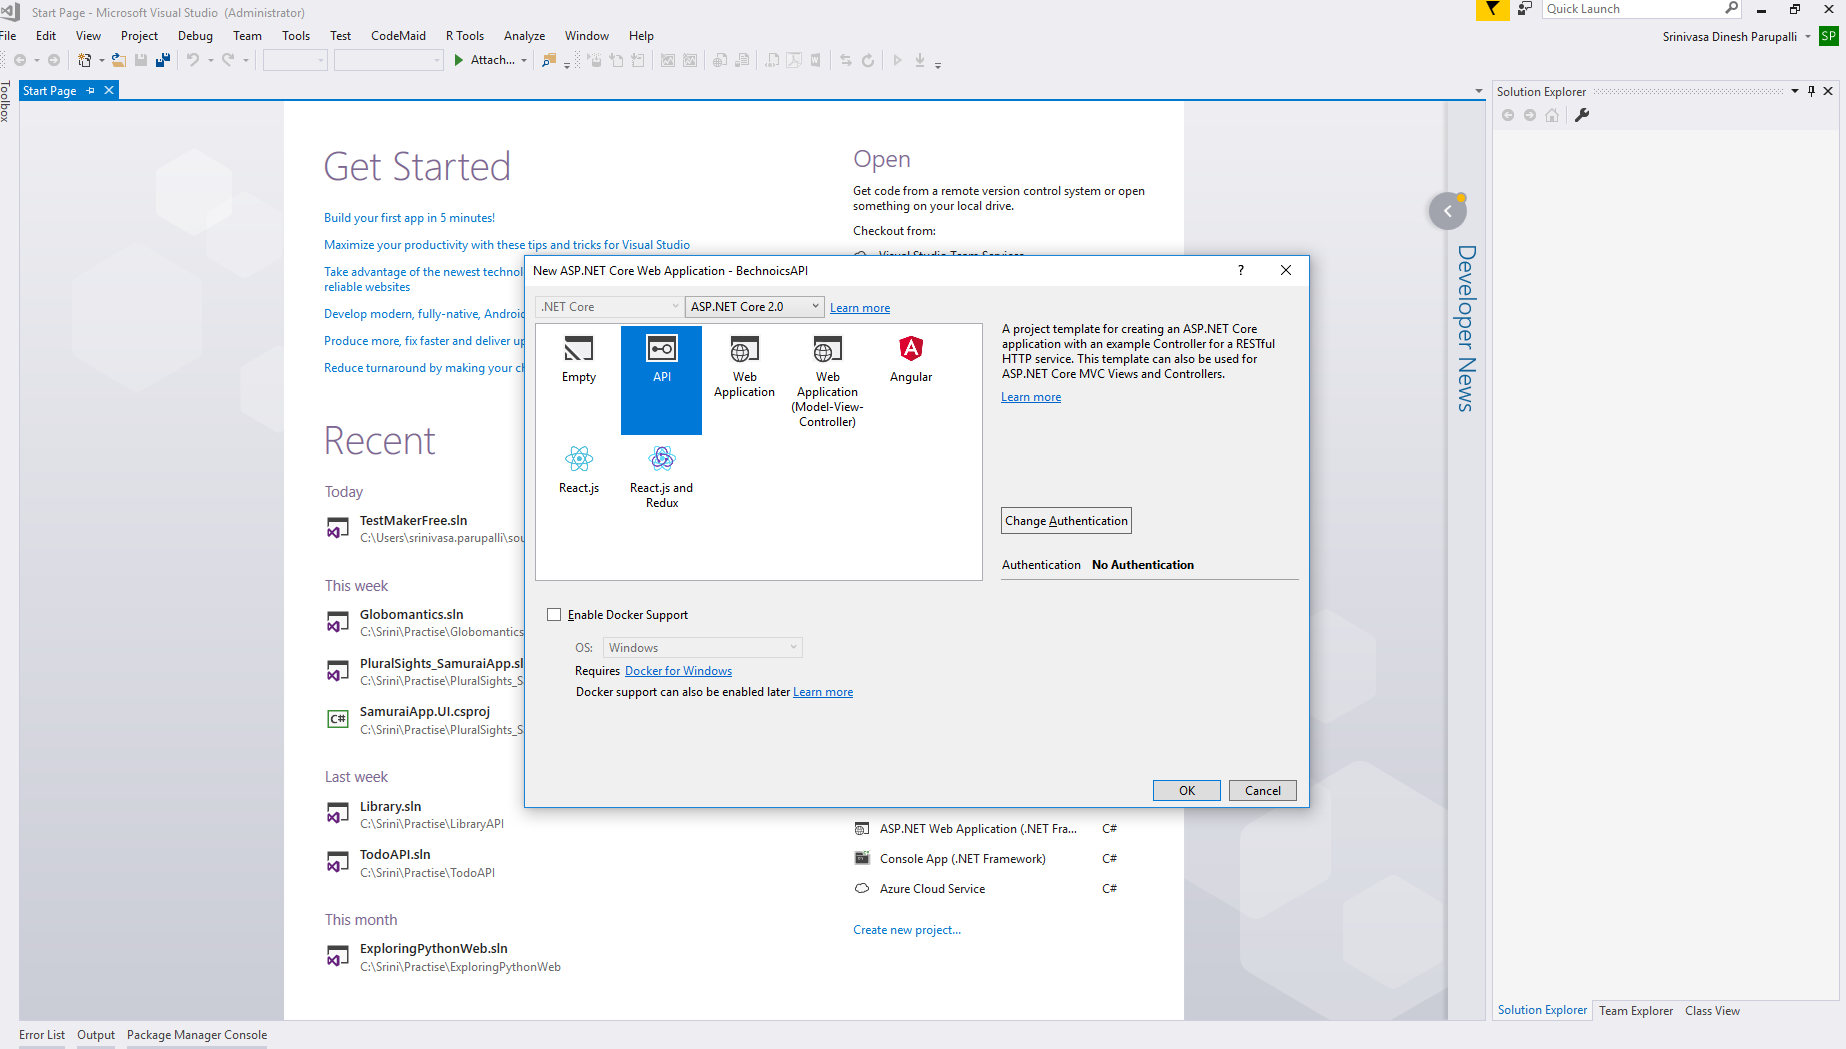 Start Page - Microsoft Visual Studio  (Administrator)
Quick Launch
File Edit View Project Debug Team Tools Test CodeMaid R Tools Analyze Window Help
Srinivasa Dinesh Parupalli SP
Attach...
Toolbox
Start Page
Solution Explorer
Get Started
Build your first app in 5 minutes!
Maximize your productivity with these tips and tricks for Visual Studio
Take advantage of the newest technol
reliable websites
Develop modern, fully-native, Android
Produce more, fix faster and deliver up
Reduce turnaround by making your ch
Recent
Today
TestMakerFree.sln
C:\Users\srinivasa.parupalli\sou
This week
Globomantics.sln
C:\Srini\Practise\Globomantics
PluralSights_SamuraiApp.sl
C:\Srini\Practise\PluralSights_S
SamuraiApp.UI.csproj
C:\Srini\Practise\PluralSights_S
Last week
Library.sln
C:\Srini\Practise\LibraryAPI
TodoAPI.sln
C:\Srini\Practise\TodoAPI
This month
ExploringPythonWeb.sln
C:\Srini\Practise\ExploringPythonWeb
Open
Get code from a remote version control system or open
something on your local drive.
Checkout from:
Visual Studio Team Services
New ASP.NET Core Web Application - BechnoicsAPI
.NET Core
ASP.NET Core 2.0
Learn more
Empty
API
Web
Application
Web
Application
(Model-View-
Controller)
Angular
React.js
React.js and
Redux
A project template for creating an ASP.NET Core
application with an example Controller for a RESTful
HTTP service. This template can also be used for
ASP.NET Core MVC Views and Controllers.
Learn more
Change Authentication
Authentication No Authentication
Enable Docker Support
OS: Windows
Requires Docker for Windows
Docker support can also be enabled later Learn more
OK
Cancel
ASP.NET Web Application (.NET Fra... C#
Console App (.NET Framework) C#
Azure Cloud Service C#
Create new project...
Developer News
Solution Explorer Team Explorer Class View
Error List Output Package Manager Console